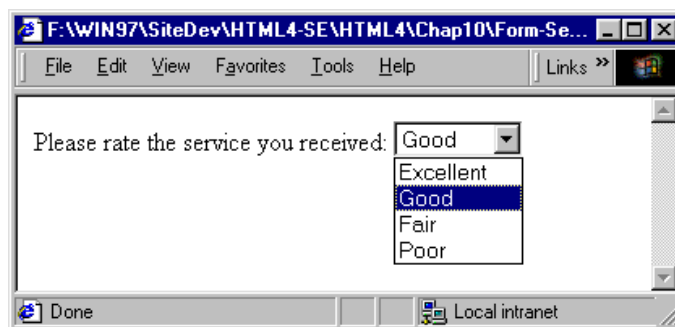 F:\WIN97\SiteDev\HTML4-SE\HTML4\Chap10\Form-Se...
File Edit View Favorites Tools Help Links »
Please rate the service you received: Good
Excellent
Good
Fair
Poor
Done Local intranet